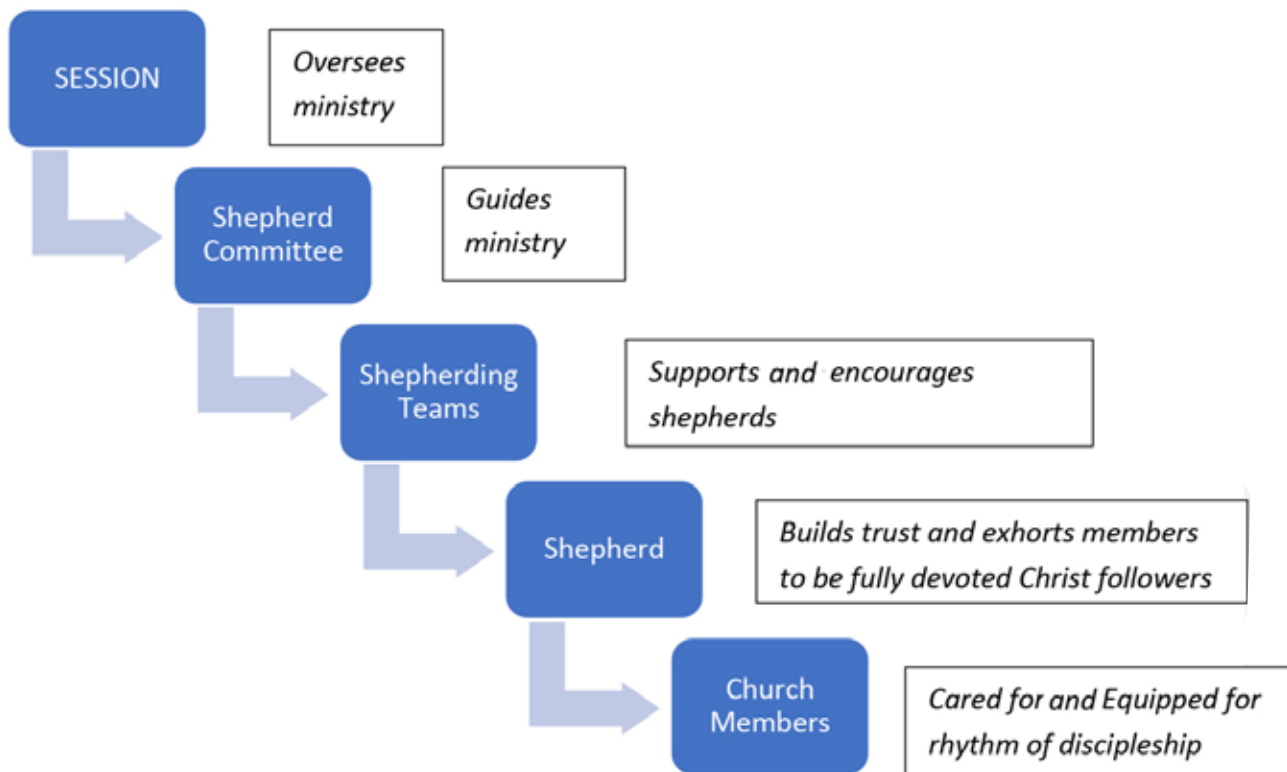 SESSION
Oversees
ministry
Shepherd
Committee
Guides
ministry
Shepherding
Teams
Supports and encourages
shepherds
Shepherd
Builds trust and exhorts members
to be fully devoted Christ followers
Church
Members
Cared for and Equipped for
rhythm of discipleship